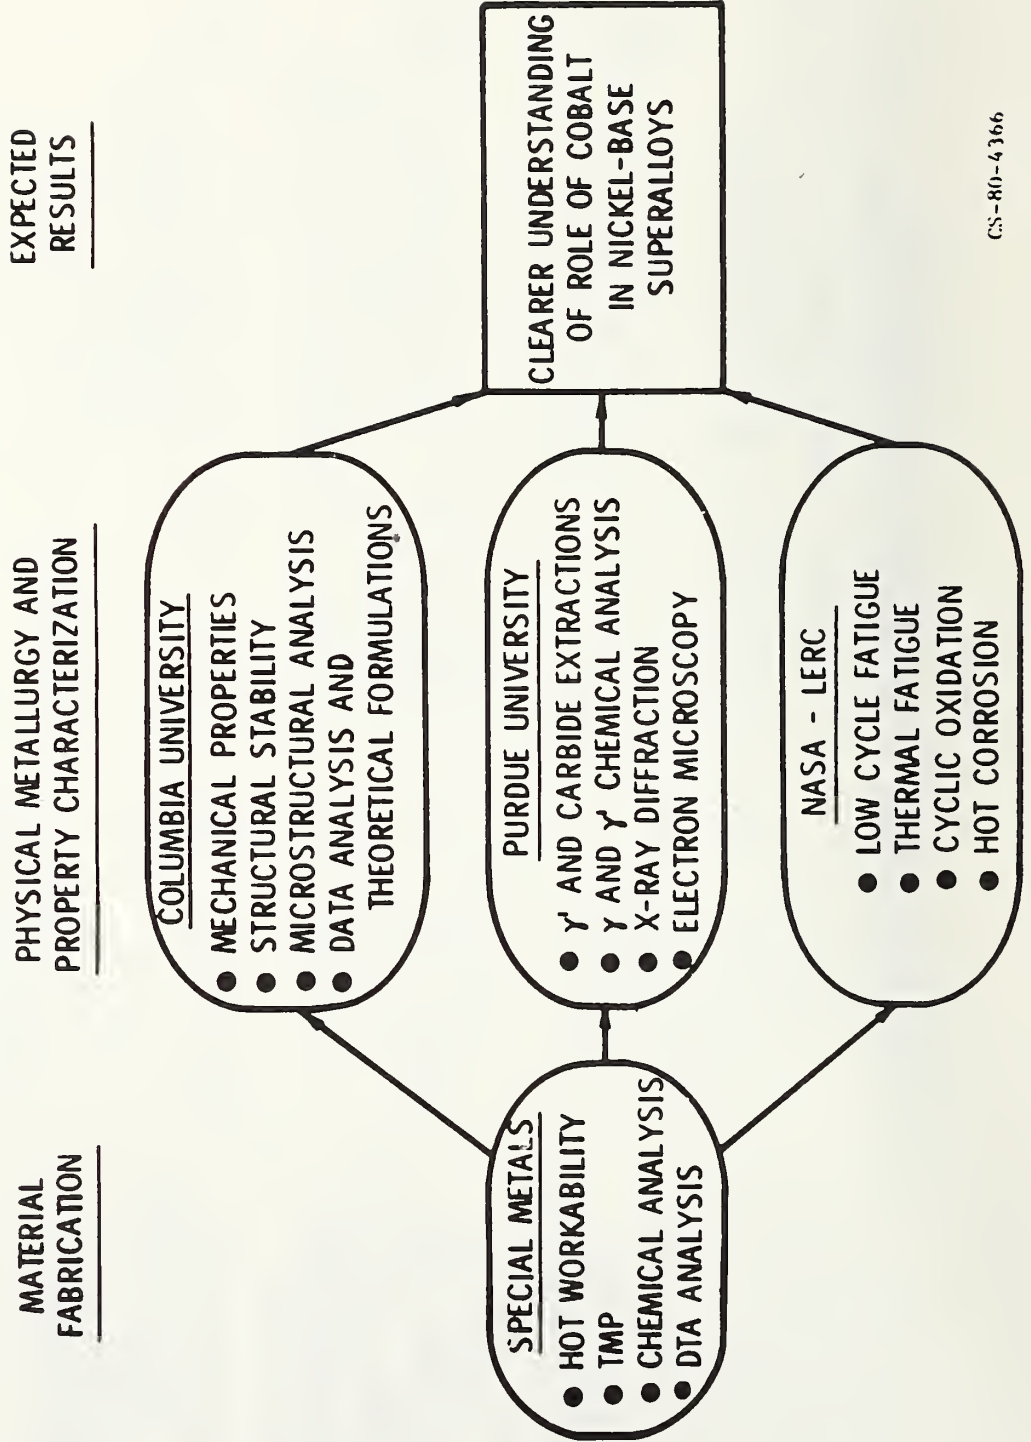 MATERIAL
FABRICATION
PHYSICAL METALLURGY AND
PROPERTY CHARACTERIZATION
EXPECTED
RESULTS
SPECIAL METALS
● HOT WORKABILITY
● TMP
● CHEMICAL ANALYSIS
● DTA ANALYSIS
COLUMBIA UNIVERSITY
● MECHANICAL PROPERTIES
● STRUCTURAL STABILITY
● MICROSTRUCTURAL ANALYSIS
● DATA ANALYSIS AND
THEORETICAL FORMULATIONS
PURDUE UNIVERSITY
● γ' AND CARBIDE EXTRACTIONS
● γ AND γ' CHEMICAL ANALYSIS
● X-RAY DIFFRACTION
● ELECTRON MICROSCOPY
NASA - LERC
● LOW CYCLE FATIGUE
● THERMAL FATIGUE
● CYCLIC OXIDATION
● HOT CORROSION
CLEARER UNDERSTANDING
OF ROLE OF COBALT
IN NICKEL-BASE
SUPERALLOYS
CS-80-4366